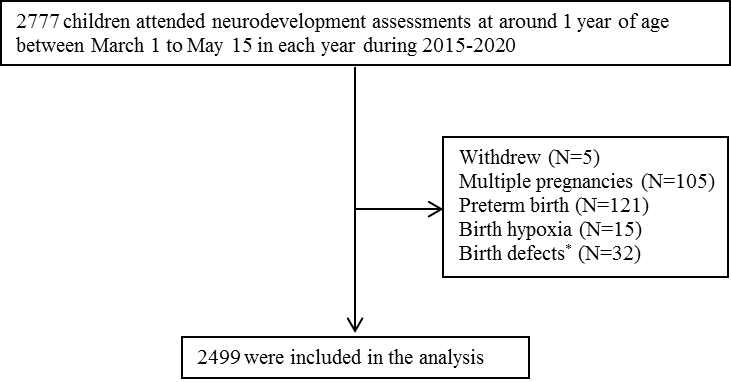 2777 children attended neurodevelopment assessments at around 1 year of age
between March 1 to May 15 in each year during 2015-2020
Withdrew (N=5)
Multiple pregnancies (N=105)
Preterm birth (N=121)
Birth hypoxia (N=15)
Birth defects* (N=32)
2499 were included in the analysis